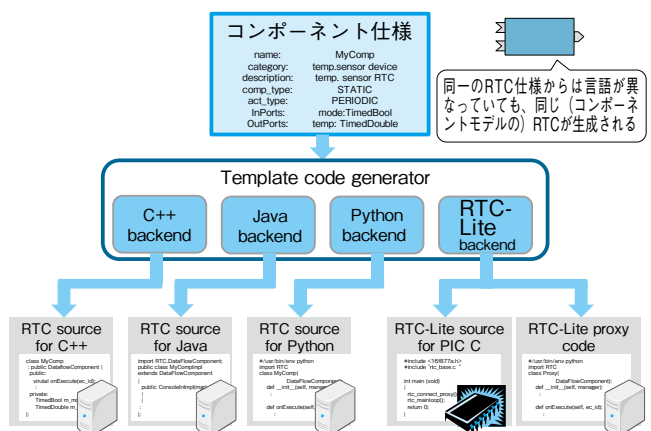 コンポーネント仕様
name: MyComp
category: temp.sensor device
description: temp. sensor RTC
comp_type: STATIC
act_type: PERIODIC
InPorts: mode:TimedBool
OutPorts: temp: TimedDouble
同一のRTC仕様からは言語が異
なっていても、同じ（コンポーネ
ントモデルの）RTCが生成される
Template code generator
C++
backend
Java
backend
Python
backend
RTC-
Lite
backend
RTC source
for C++
class MyComp
: public DataflowComponent {
public:
virutal onExecute(ec_id);
:
private:
TimedBool m_
TimedDouble m_
};
RTC source
for Java
import RTC.DataFlowComponent;
public class MyCompImpl
extends DataFlowComponent
{
public ConsoleInImpl(
{
}
:
};
RTC source
for Python
#/usr/bin/env python
import RTC
class MyComp(
DataFlowComponent):
def __init__(self,
:
def onExecute(self,
:
RTC-Lite source
for PIC C
#include <16f877a.h>
#include "rtc_base.c "
int main (void)
{
rtc_connect_proxy()
rtc_mainloop();
return 0;
}
RTC-Lite proxy
code
#/usr/bin/env python
import RTC
class Proxy(
DataFlowComponent):
def __init__(self, manager):
:
def onExecute(self, ec_id):
: